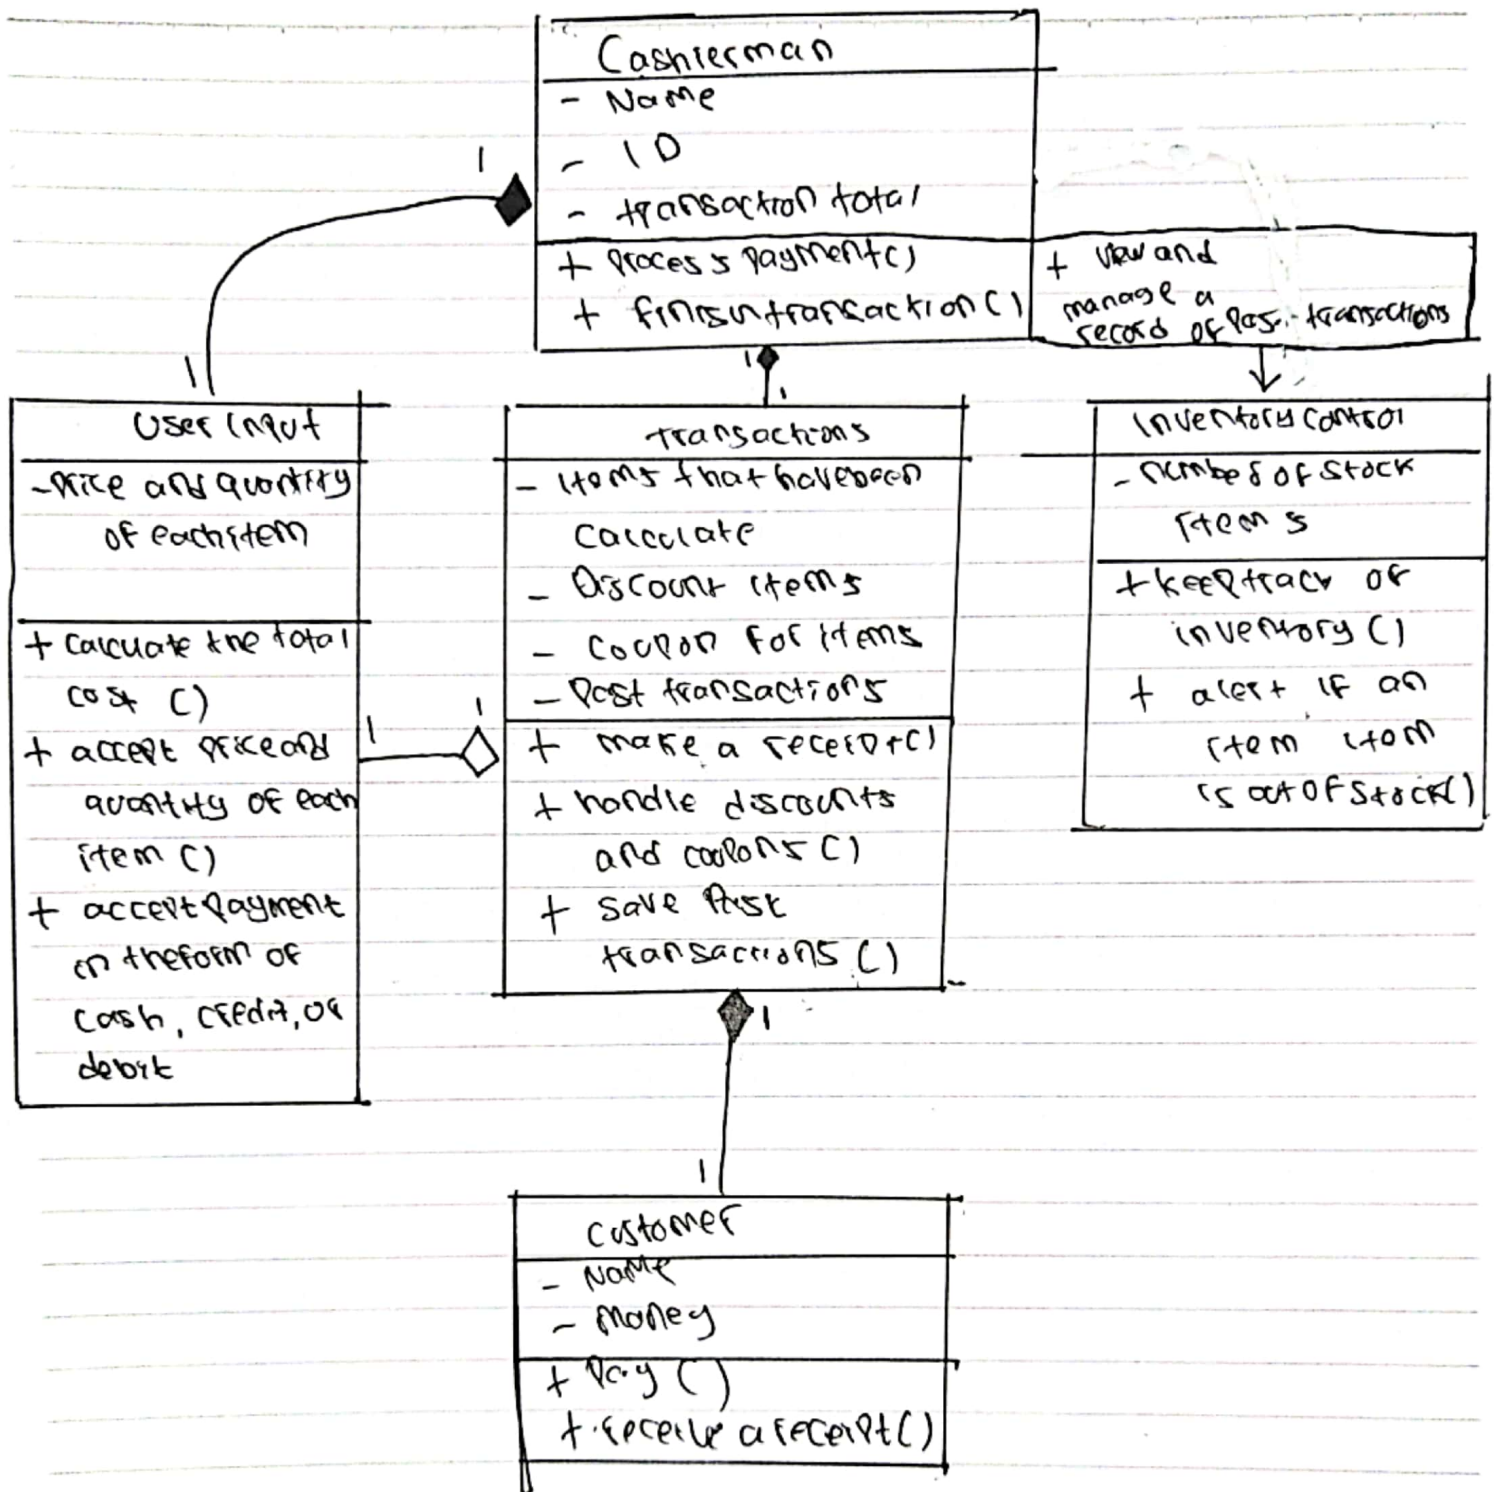 Cashierman
- Name
- ID
- transaction total
+ process payment()
+ finish transaction()
+ view and
manage a
record of Past transactions
1
1
1
1
User Input
- Price and quantity
of each item
+ Calculate the total
cost ()
+ accept price and
quantity of each
item ()
+ accept payment
in the form of
cash, credit, or
debit
1
1
Transactions
- Items that have been
Calculate
- Discount items
- Coupon For items
- Past transactions
+ make a receipt()
+ handle discounts
and coupons ()
+ save Past
transactions ()
Inventory Control
- number of stock
items
+ keep track of
inventory ()
+ alert if an
item item
is out of stock()
1
1
Customer
- Name
- Money
+ Pay ()
+ receive a receipt()